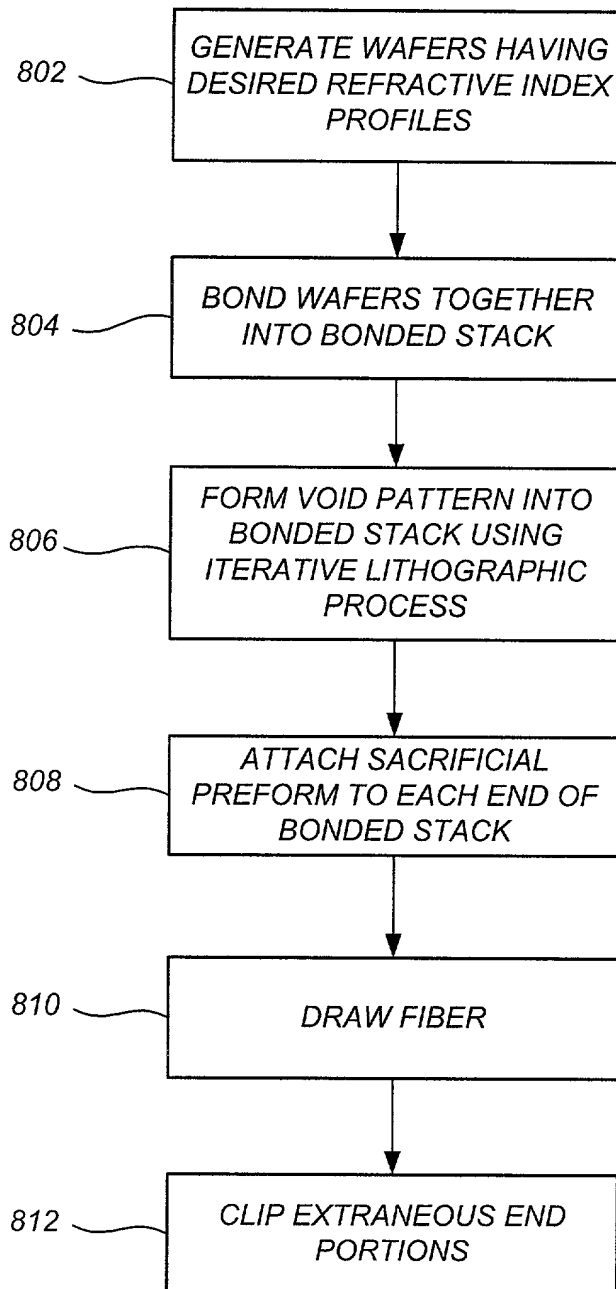 802
GENERATE WAFERS HAVING
DESIRED REFRACTIVE INDEX
PROFILES
804
BOND WAFERS TOGETHER
INTO BONDED STACK
806
FORM VOID PATTERN INTO
BONDED STACK USING
ITERATIVE LITHOGRAPHIC
PROCESS
808
ATTACH SACRIFICIAL
PREFORM TO EACH END OF
BONDED STACK
810
DRAW FIBER
812
CLIP EXTRANEOUS END
PORTIONS